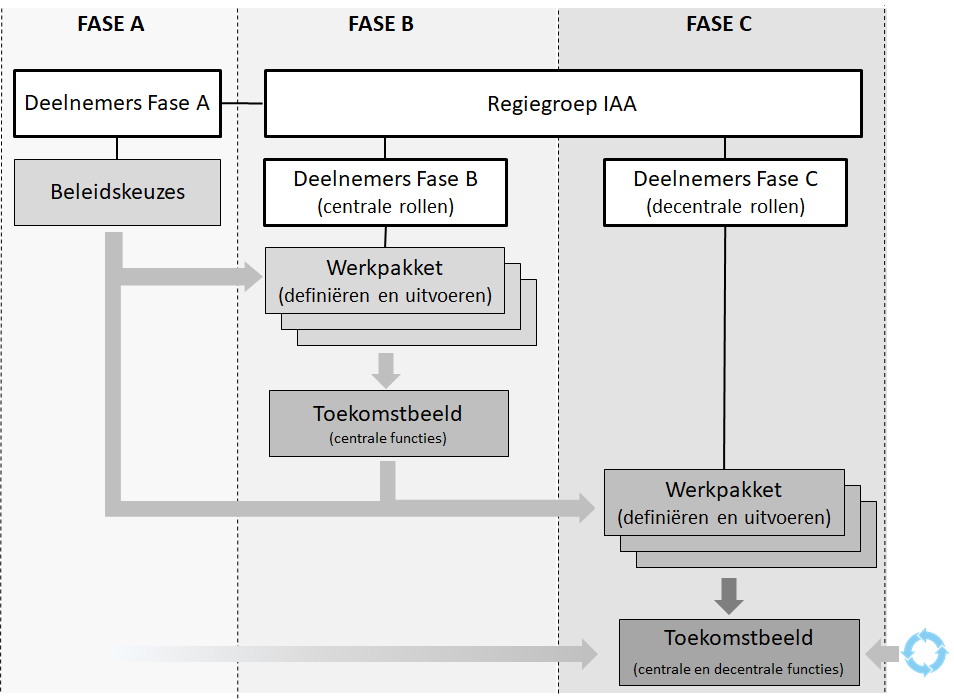 FASE A
FASE B
FASE C
Deelnemers Fase A
Regiegroep IAA
Beleidskeuzes
Deelnemers Fase B
(centrale rollen)
Deelnemers Fase C
(decentrale rollen)
Werkpakket
(definiëren en uitvoeren)
Toekomstbeeld
(centrale functies)
Werkpakket
(definiëren en uitvoeren)
Toekomstbeeld
(centrale en decentrale functies)